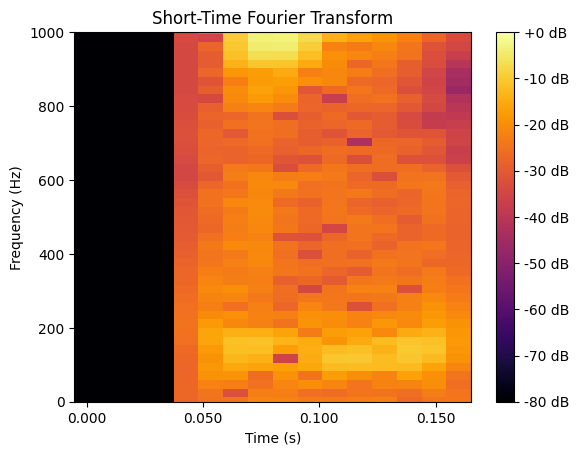 Short-Time Fourier Transform
Frequency (Hz)
1000
800
600
400
200
0
0.000
0.050
0.100
0.150
Time (s)
+0 dB
-10 dB
-20 dB
-30 dB
-40 dB
-50 dB
-60 dB
-70 dB
-80 dB